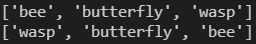 ['bee', 'butterfly', 'wasp']
['wasp', 'butterfly', 'bee']